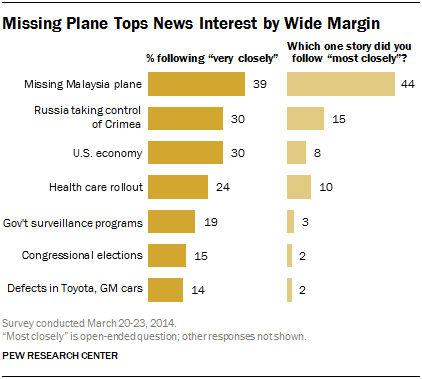 Missing Plane Tops News Interest by Wide Margin
% following “very closely”
Which one story did you
follow “most closely”?
Missing Malaysia plane 39 44
Russia taking control
of Crimea 30 15
U.S. economy 30 8
Health care rollout 24 10
Gov't surveillance programs 19 3
Congressional elections 15 2
Defects in Toyota, GM cars 14 2
Survey conducted March 20-23, 2014.
“Most closely” is open-ended question; other responses not shown.
PEW RESEARCH CENTER